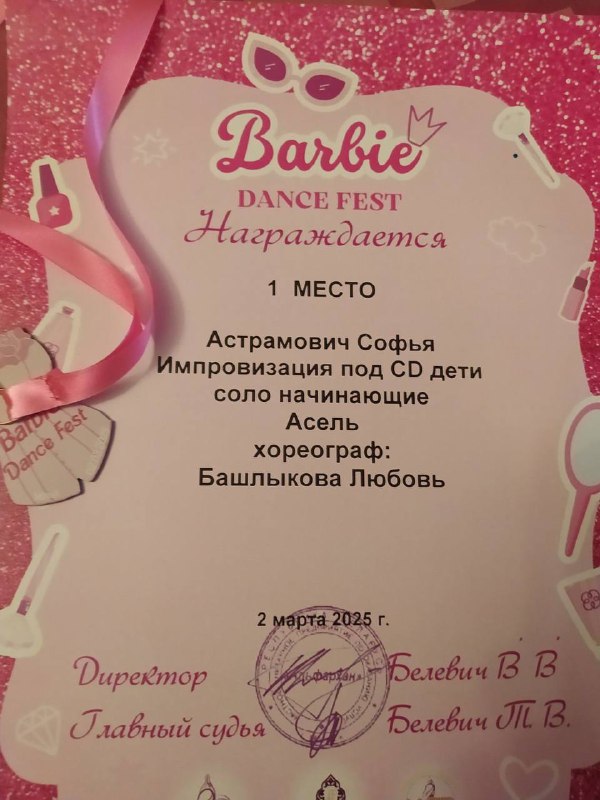 Barbie
DANCE FEST
Награждается
1 МЕСТО
Астрамович Софья
Импровизация под CD дети
соло начинающие
Асель
хореограф:
Башлыкова Любовь
Barbie
Dance Fest
2 марта 2025 г.
Директор
Белевич В В
Главный судья
Белевич Т. В.